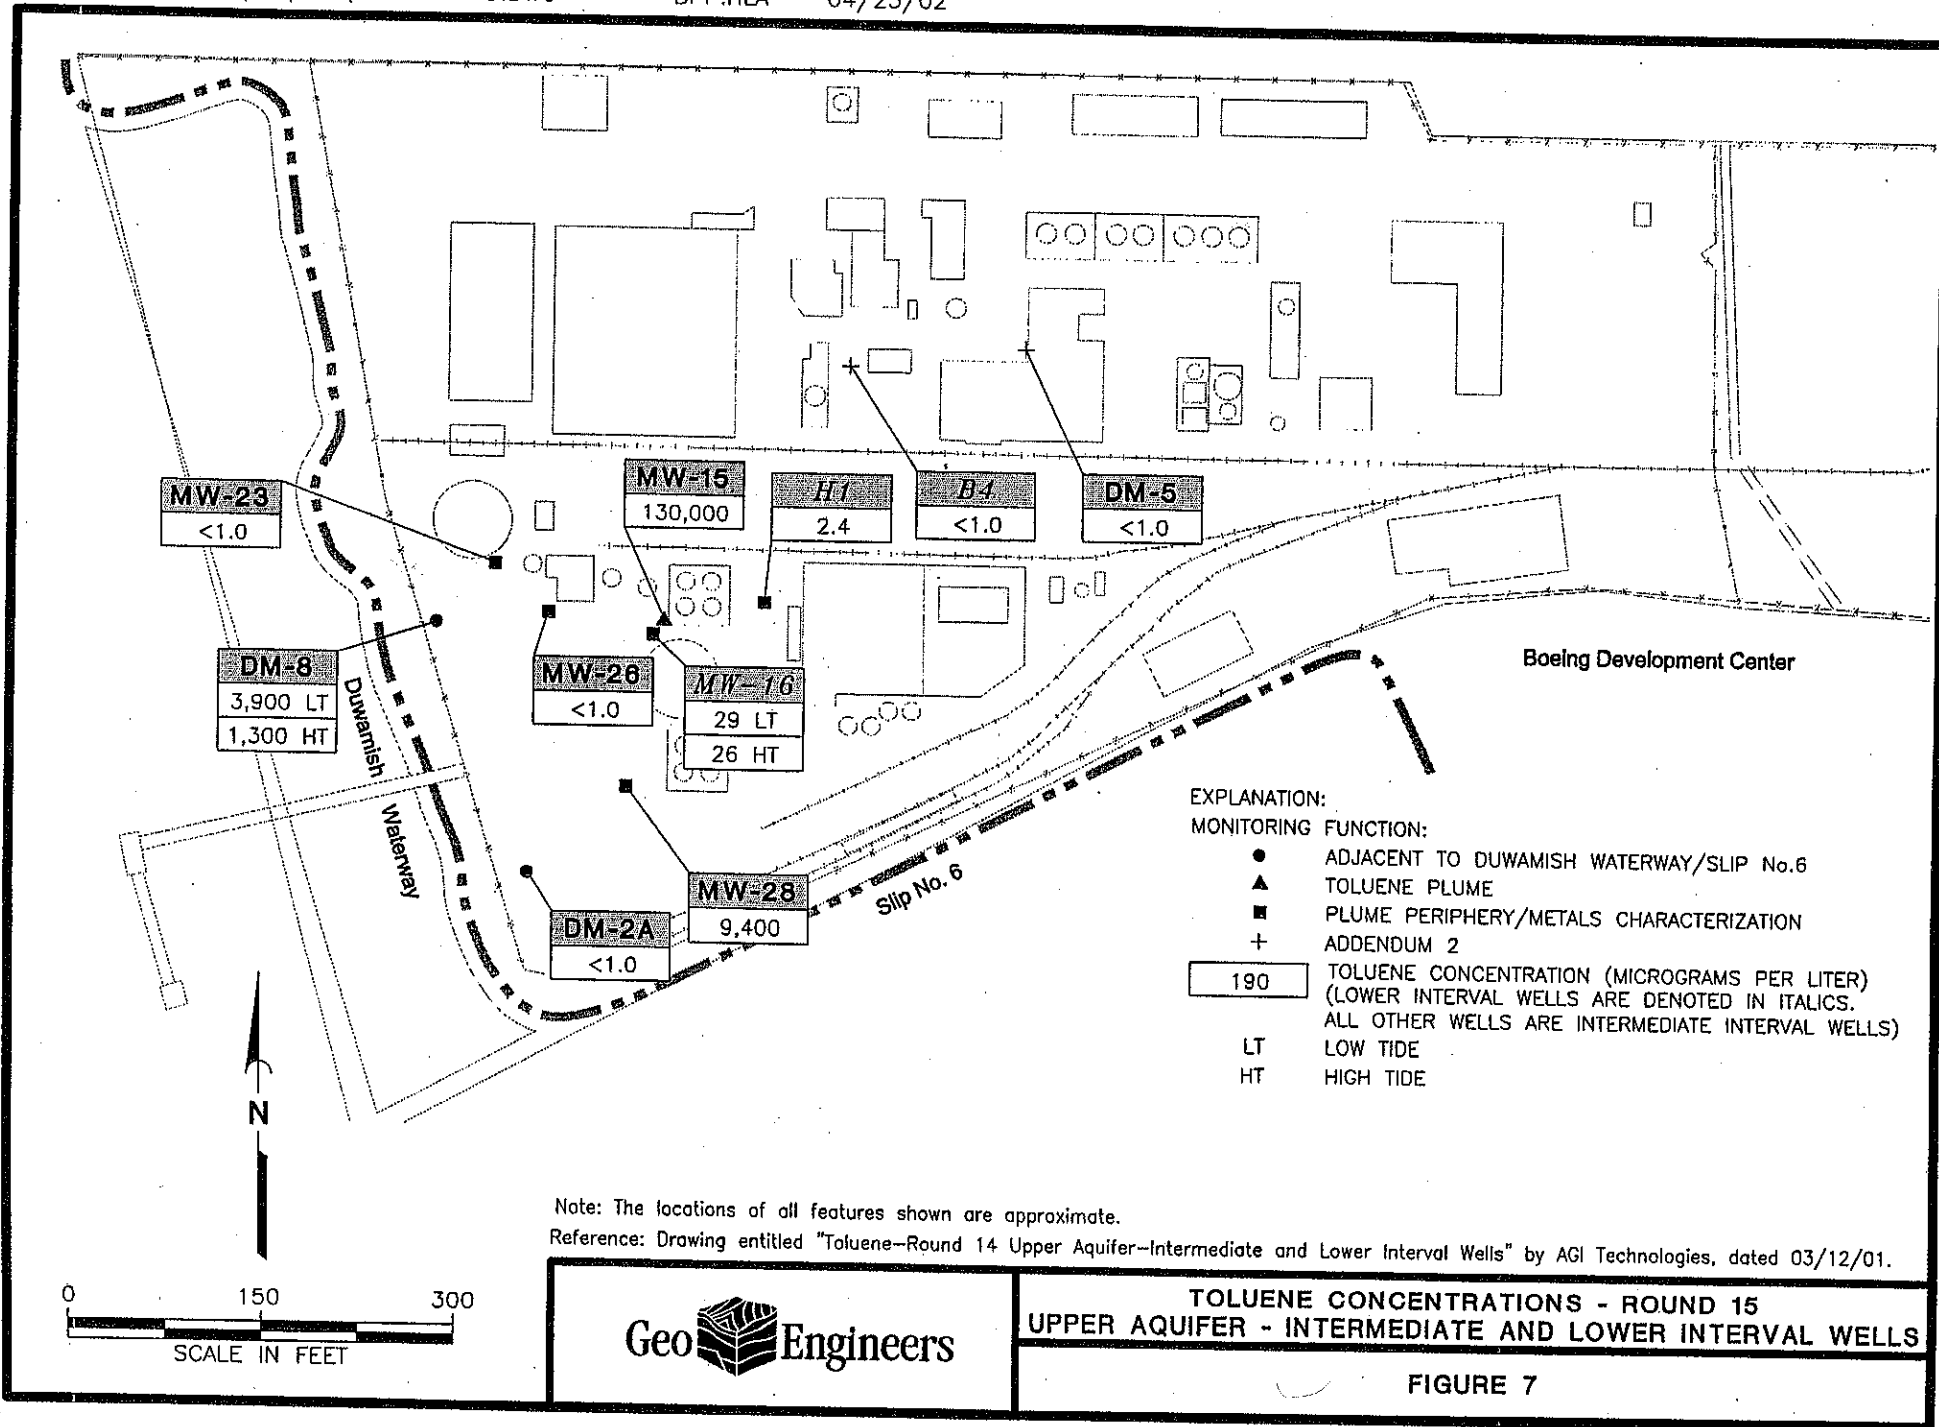 04/23/02
MW-23
<1.0
MW-15
130,000
H1
2.4
B4
<1.0
DM-5
<1.0
DM-8
3,900 LT
1,300 HT
MW-26
<1.0
MW-16
29 LT
26 HT
Duwamish Waterway
Boeing Development Center
MW-28
9,400
DM-2A
<1.0
Slip No. 6
EXPLANATION:
MONITORING FUNCTION:
ADJACENT TO DUWAMISH WATERWAY/SLIP No.6
TOLUENE PLUME
PLUME PERIPHERY/METALS CHARACTERIZATION
ADDENDUM 2
190 TOLUENE CONCENTRATION (MICROGRAMS PER LITER)
(LOWER INTERVAL WELLS ARE DENOTED IN ITALICS.
ALL OTHER WELLS ARE INTERMEDIATE INTERVAL WELLS)
LT LOW TIDE
HT HIGH TIDE
N
Note: The locations of all features shown are approximate.
Reference: Drawing entitled "Toluene-Round 14 Upper Aquifer-Intermediate and Lower Interval Wells" by AGI Technologies, dated 03/12/01.
0 150 300
SCALE IN FEET
Geo Engineers
TOLUENE CONCENTRATIONS - ROUND 15
UPPER AQUIFER - INTERMEDIATE AND LOWER INTERVAL WELLS
FIGURE 7